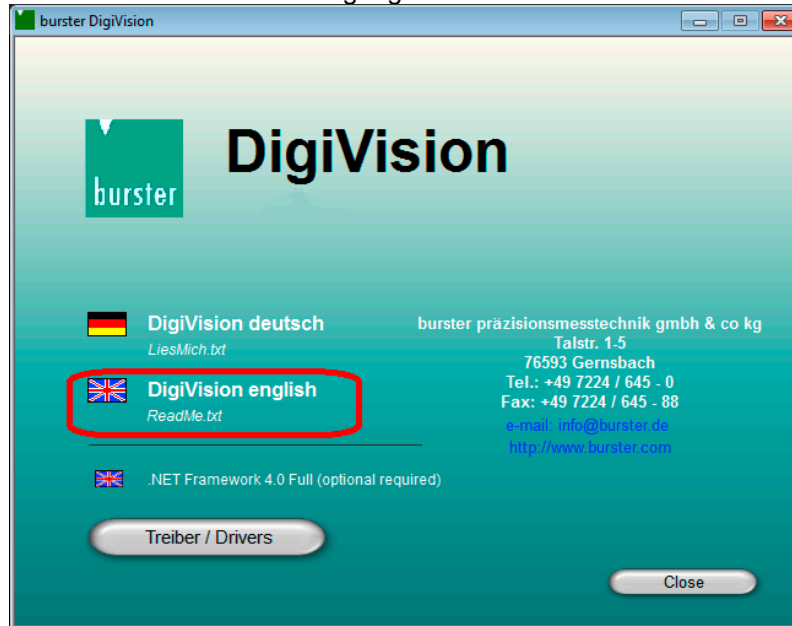 burster DigiVision
burster
DigiVision
DigiVision deutsch
LiesMich.txt
DigiVision english
ReadMe.txt
.NET Framework 4.0 Full (optional required)
Treiber / Drivers
burster präzisionsmesstechnik gmbh & co kg
Talstr. 1-5
76593 Gernsbach
Tel.: +49 7224 / 645 - 0
Fax: +49 7224 / 645 - 88
e-mail: info@burster.de
http://www.burster.com
Close